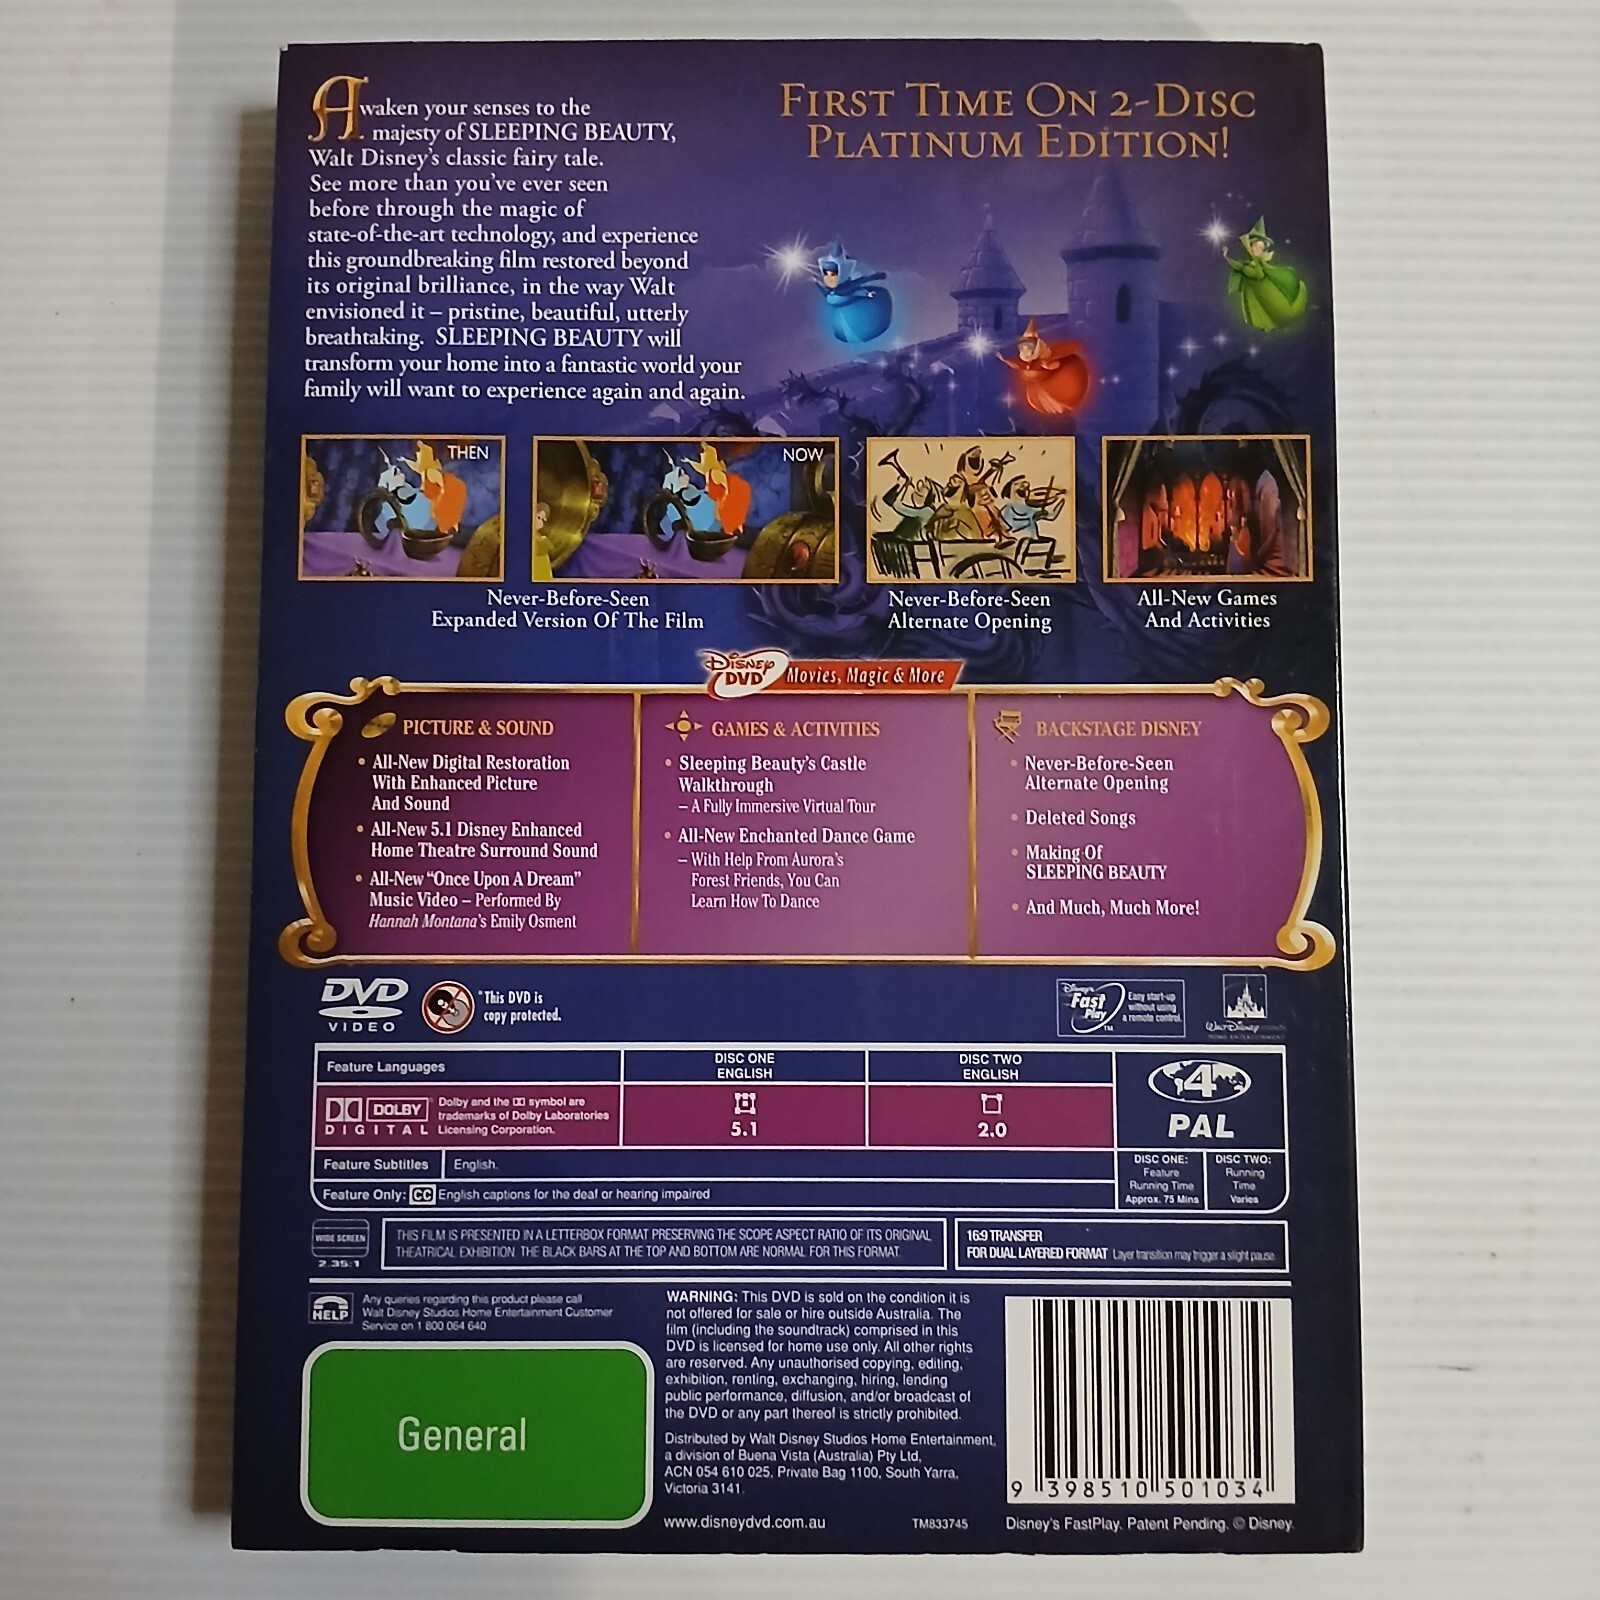 Awaken your senses to the
majesty of SLEEPING BEAUTY,
Walt Disney's classic fairy tale.
See more than you've ever seen
before through the magic of
state-of-the-art technology, and experience
this groundbreaking film restored beyond
its original brilliance, in the way Walt
envisioned it – pristine, beautiful, utterly
breathtaking. SLEEPING BEAUTY will
transform your home into a fantastic world your
family will want to experience again and again.
FIRST TIME ON 2-DISC
PLATINUM EDITION!
THEN
NOW
Never-Before-Seen
Expanded Version Of The Film
Never-Before-Seen
Alternate Opening
All-New Games
And Activities
DISNEY
DVD
Movies, Magic & More
PICTURE & SOUND
• All-New Digital Restoration
With Enhanced Picture
And Sound
• All-New 5.1 Disney Enhanced
Home Theatre Surround Sound
• All-New “Once Upon A Dream”
Music Video – Performed By
Hannah Montana's Emily Osment
GAMES & ACTIVITIES
• Sleeping Beauty's Castle
Walkthrough
– A Fully Immersive Virtual Tour
• All-New Enchanted Dance Game
– With Help From Aurora's
Forest Friends, You Can
Learn How To Dance
BACKSTAGE DISNEY
• Never-Before-Seen
Alternate Opening
• Deleted Songs
• Making Of
SLEEPING BEAUTY
• And Much, Much More!
DVD
VIDEO
*This DVD is
copy protected.
Disney's
Fast
Play
TM
Easy start-up
without using
a remote control.
Walt Disney
HOME ENTERTAINMENT
Feature Languages
DISC ONE
ENGLISH
DISC TWO
ENGLISH
DOLBY
DIGITAL
Dolby and the symbol are
trademarks of Dolby Laboratories
Licensing Corporation.
5.1
2.0
4
PAL
Feature Subtitles
English.
Feature Only: CC English captions for the deaf or hearing impaired
DISC ONE:
Feature
Running Time
Approx. 75 Mins
DISC TWO:
Running
Time
Varies
WIDE SCREEN
2.35:1
THIS FILM IS PRESENTED IN A LETTERBOX FORMAT PRESERVING THE SCOPE ASPECT RATIO OF ITS ORIGINAL
THEATRICAL EXHIBITION. THE BLACK BARS AT THE TOP AND BOTTOM ARE NORMAL FOR THIS FORMAT.
16:9 TRANSFER
FOR DUAL LAYERED FORMAT Layer transition may trigger a slight pause.
HELP
Any queries regarding this product please call
Walt Disney Studios Home Entertainment Customer
Service on 1 800 064 640
General
WARNING: This DVD is sold on the condition it is
not offered for sale or hire outside Australia. The
film (including the soundtrack) comprised in this
DVD is licensed for home use only. All other rights
are reserved. Any unauthorised copying, editing,
exhibition, renting, exchanging, hiring, lending
public performance, diffusion, and/or broadcast of
the DVD or any part thereof is strictly prohibited.
Distributed by Walt Disney Studios Home Entertainment,
a division of Buena Vista (Australia) Pty Ltd,
ACN 054 610 025, Private Bag 1100, South Yarra,
Victoria 3141.
www.disneydvd.com.au
TM833745
9 398510 501034
Disney's FastPlay. Patent Pending. © Disney.